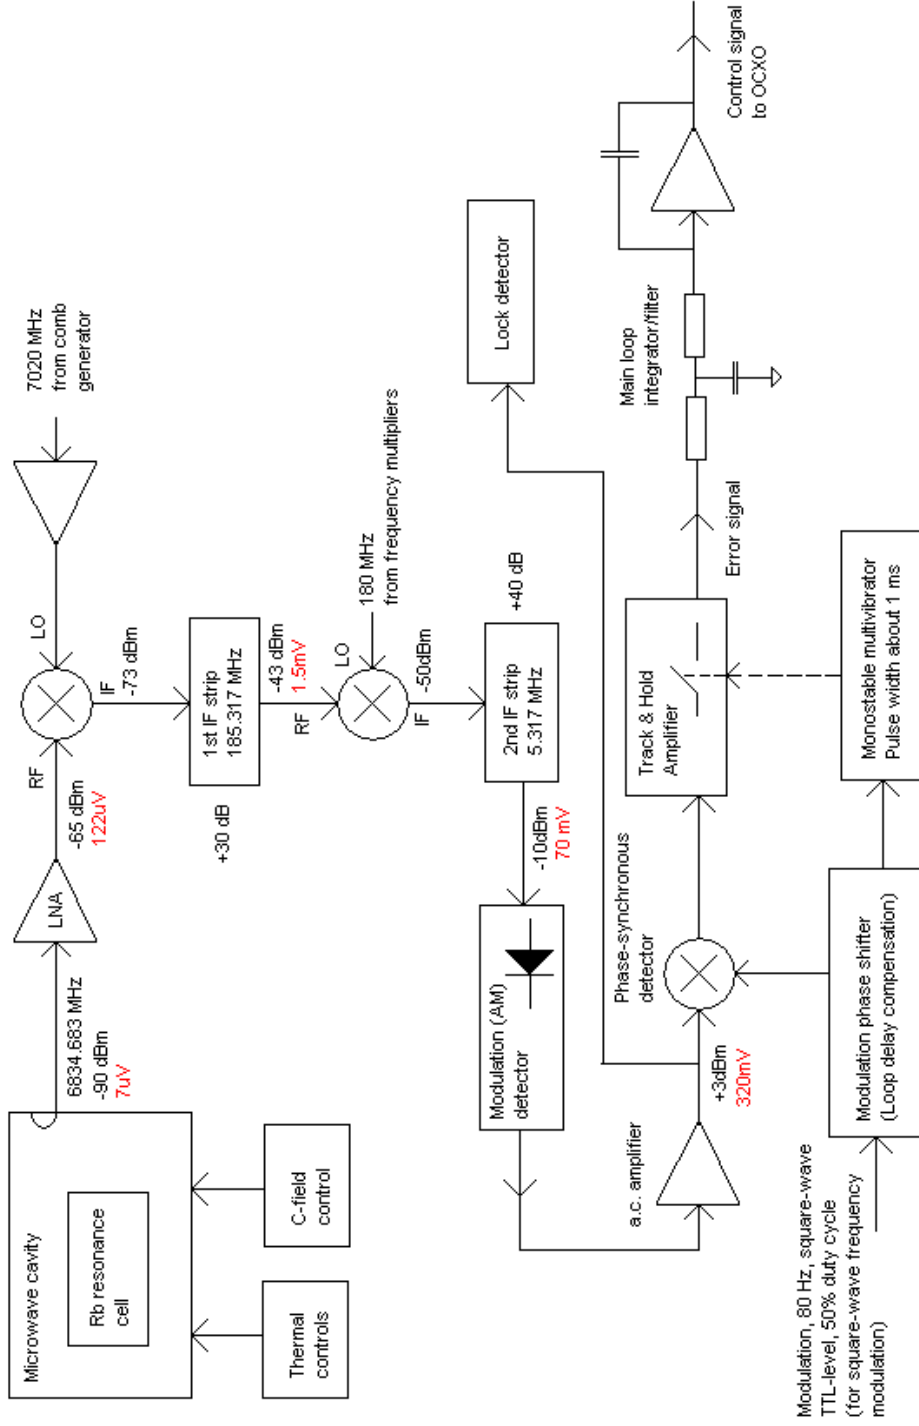 Microwave cavity
Rb resonance
cell
Thermal
controls
C-field
control
6834.683 MHz
-90 dBm
7uV
LNA
-65 dBm
122uV
RF
LO
IF
7020 MHz
from comb
generator
-73 dBm
+30 dB
1st IF strip
185.317 MHz
-43 dBm
1.5mV
RF
LO
180 MHz
from frequency multipliers
IF
-50dBm
2nd IF strip
5.317 MHz
+40 dB
-10dBm
70 mV
Modulation (AM)
detector
Lock detector
a.c. amplifier
+3dBm
320mV
Phase-synchronous
detector
Track & Hold
Amplifier
Error signal
Main loop
integrator/filter
Control signal
to OCXO
Modulation, 80 Hz, square-wave
TTL-level, 50% duty cycle
(for square-wave frequency
modulation)
Modulation phase shifter
(Loop delay compensation)
Monostable multivibrator
Pulse width about 1 ms